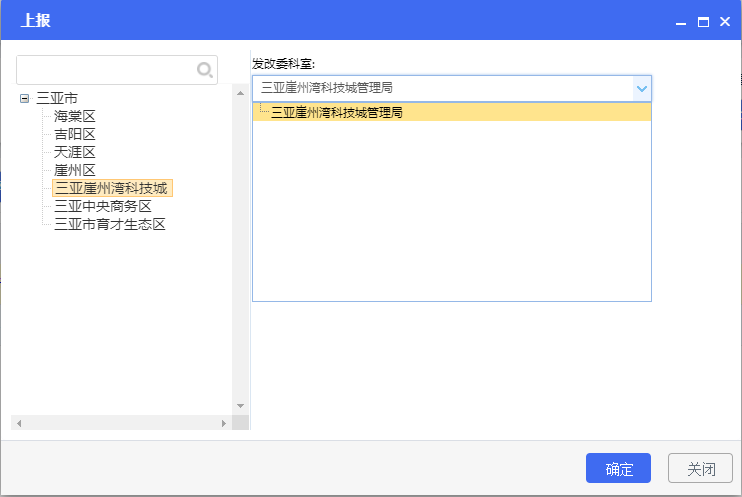 上报
发改委科室:
三亚崖州湾科技城管理局
三亚崖州湾科技城管理局
三亚市
海棠区
吉阳区
天涯区
崖州区
三亚崖州湾科技城
三亚中央商务区
三亚市育才生态区
确定
关闭